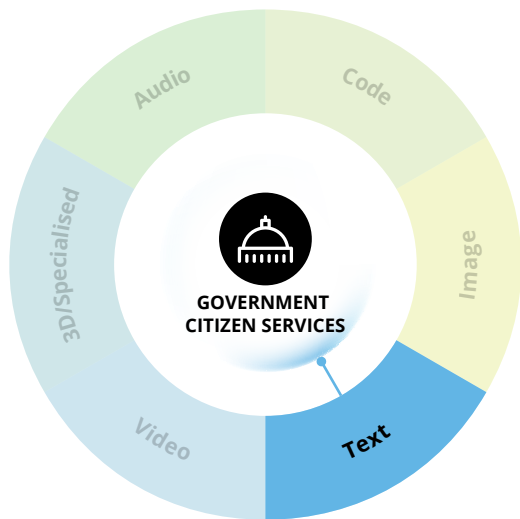 Audio
Code
3D/Specialised
Image
GOVERNMENT
CITIZEN SERVICES
Video
Text